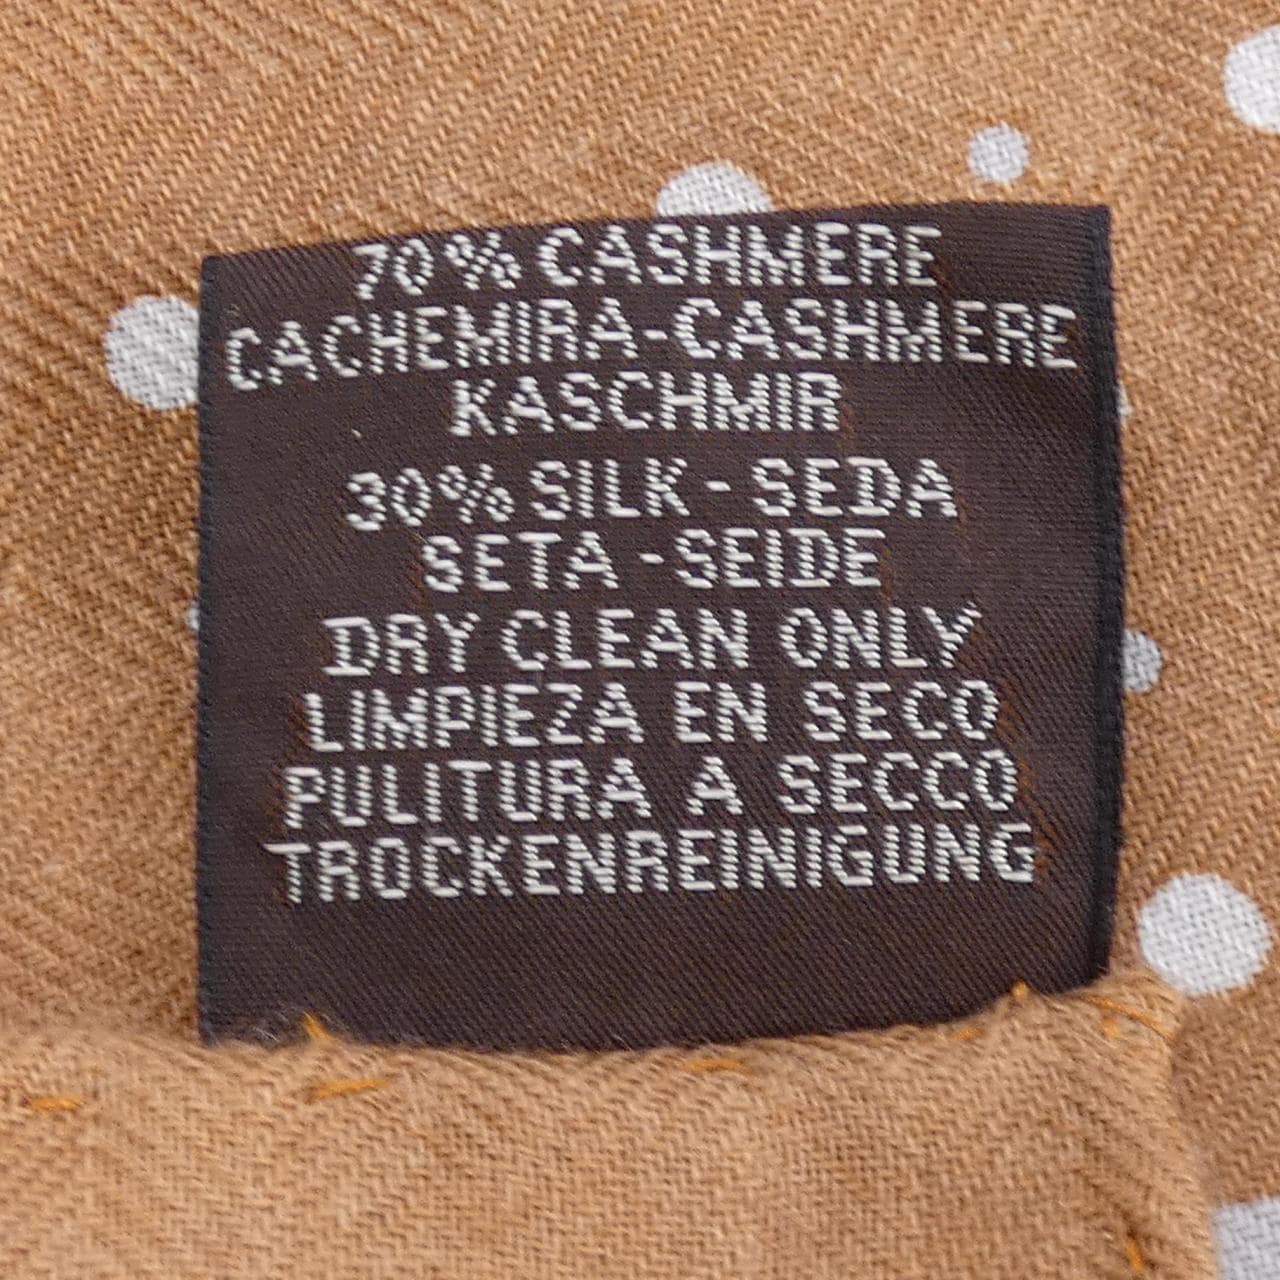 70% CASHMERE
CACHEMIRA-CASHMERE
KASCHMIR
30% SILK - SEDA
SETA - SEIDE
DRY CLEAN ONLY
LIMPIEZA EN SECO
PULITURA A SECCO
TROCKENREINIGUNG